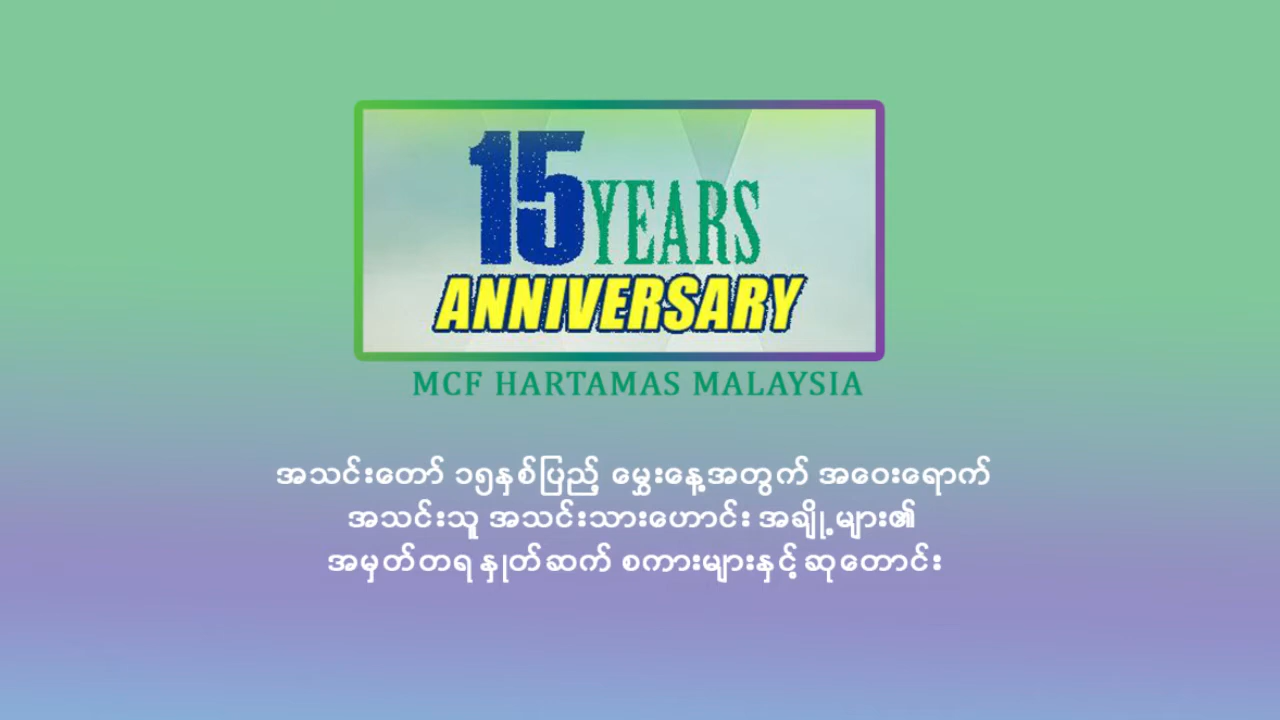 15 YEARS
ANNIVERSARY
MCF HARTAMAS MALAYSIA
အသင်းတော် ၁၅နှစ်ပြည့် မွေးနေ့အတွက် အဝေးရောက်
အသင်းသူ အသင်းသားဟောင်း အချို့များ၏
အမှတ်တရ နှုတ်ဆက် စကားများနှင့် ဆုတောင်း